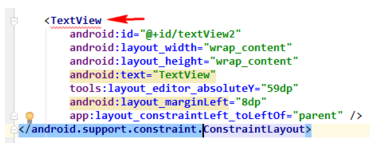 <TextView
android:id="@+id/textView2"
android:layout_width="wrap_content"
android:layout_height="wrap_content"
android:text="TextView"
tools:layout_editor_absoluteY="59dp"
android:layout_marginLeft="8dp"
app:layout_constraintLeft_toLeftOf="parent" />
</android.support.constraint.ConstraintLayout>